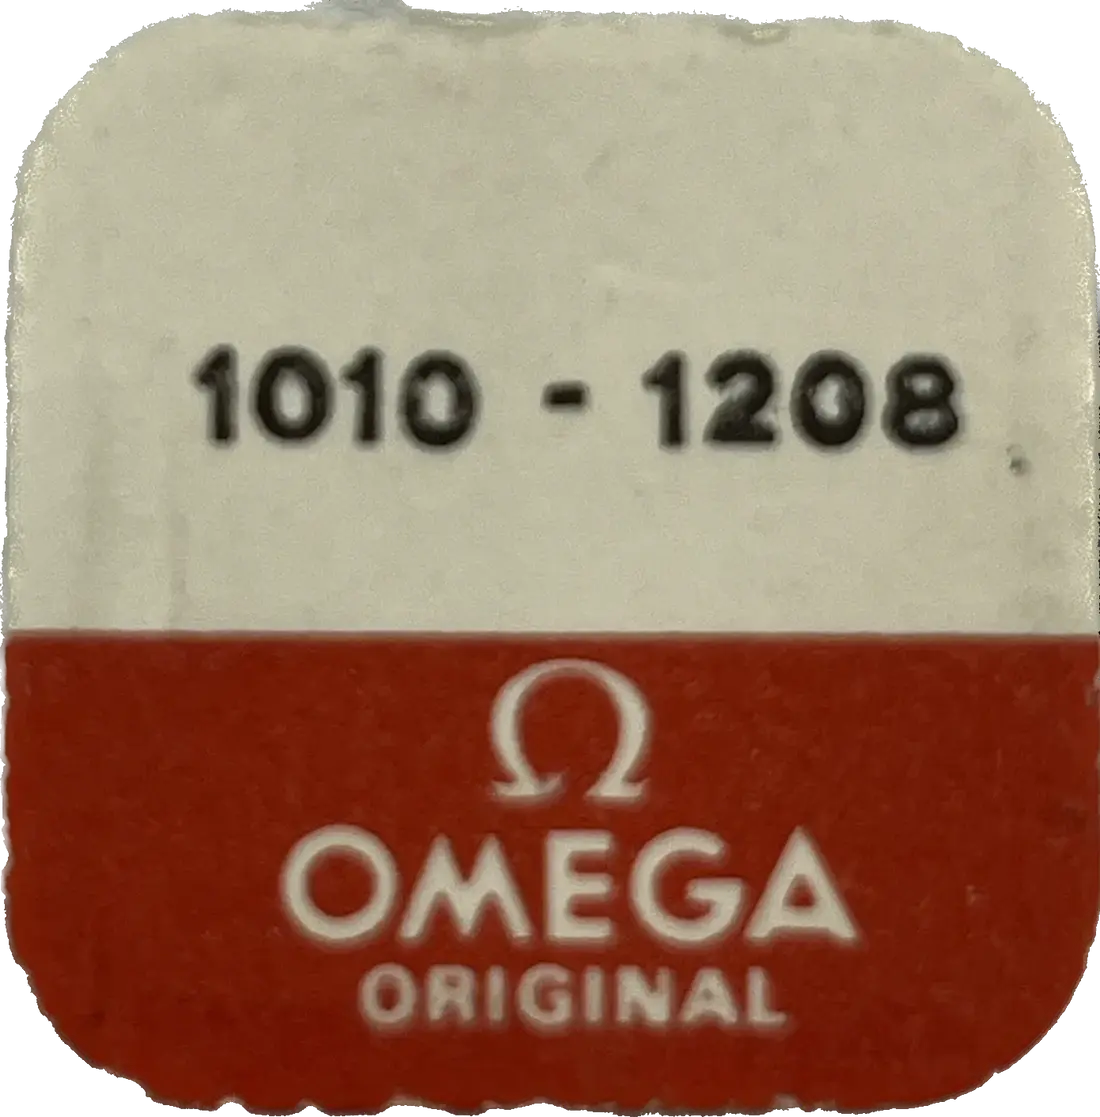 1010 - 1208
Ω
OMEGA
ORIGINAL